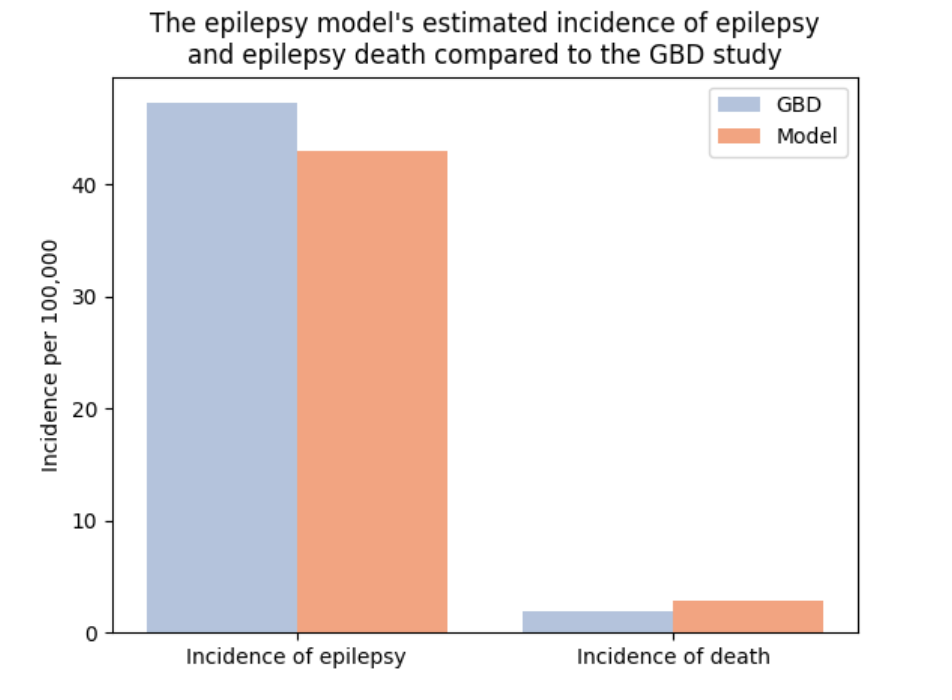 The epilepsy model's estimated incidence of epilepsy
and epilepsy death compared to the GBD study
GBD
Model
Incidence per 100,000
40
30
20
10
0
Incidence of epilepsy
Incidence of death